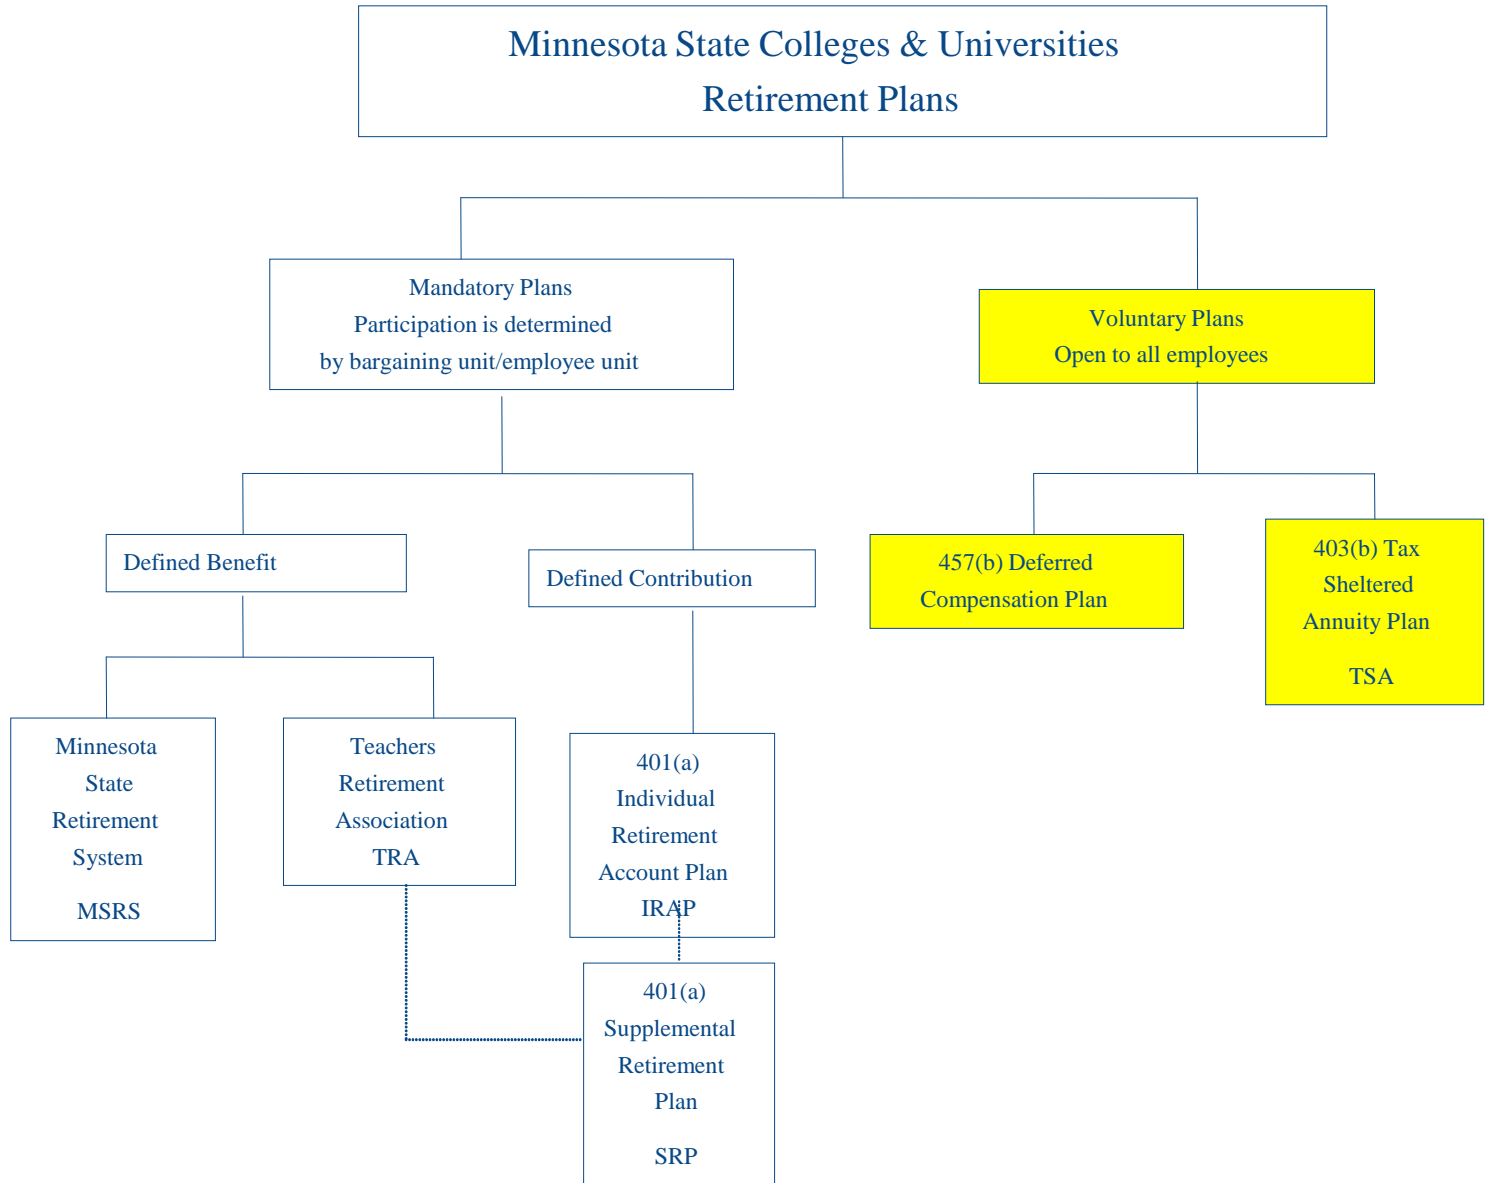 Minnesota State Colleges & Universities
Retirement Plans
Mandatory Plans
Participation is determined
by bargaining unit/employee unit
Voluntary Plans
Open to all employees
Defined Benefit
Defined Contribution
457(b) Deferred
Compensation Plan
403(b) Tax
Sheltered
Annuity Plan
TSA
Minnesota
State
Retirement
System
MSRS
Teachers
Retirement
Association
TRA
401(a)
Individual
Retirement
Account Plan
IRAP
401(a)
Supplemental
Retirement
Plan
SRP